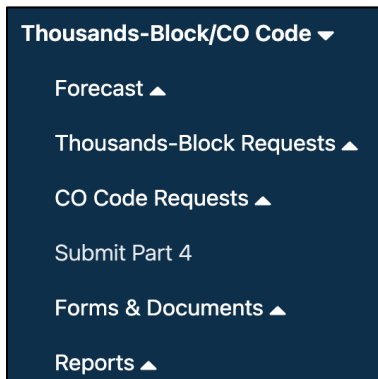 Thousands-Block/CO Code
Forecast
Thousands-Block Requests
CO Code Requests
Submit Part 4
Forms & Documents
Reports